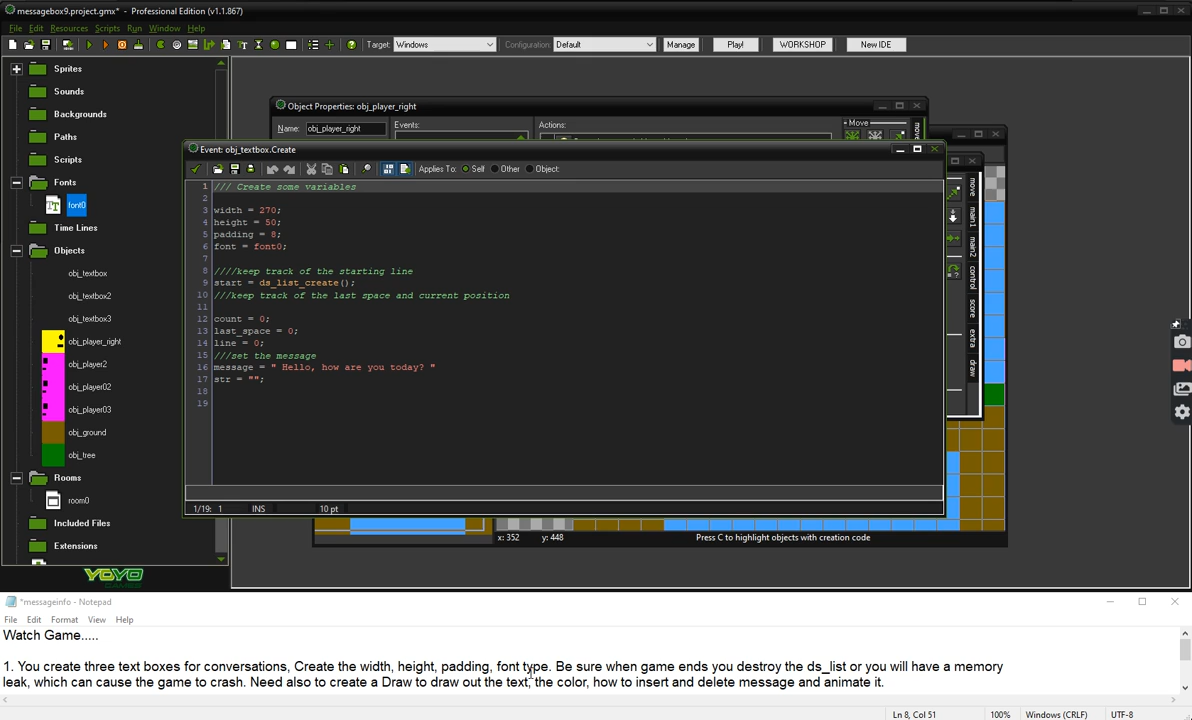 messagebox9.project.gmx* - Professional Edition (v1.1.867)
File Edit Resources Scripts Run Window Help
Target: Windows Configuration: Default Manage Play! WORKSHOP New IDE
Sprites
Sounds
Backgrounds
Paths
Scripts
Fonts
font0
Time Lines
Objects
obj_textbox
obj_textbox2
obj_textbox3
obj_player_right
obj_player2
obj_player02
obj_player03
obj_ground
obj_tree
Rooms
room0
Included Files
Extensions
YOYO
GAMES
Object Properties: obj_player_right
Name: obj_player_right Events: Actions: Move
move
Event: obj_textbox.Create
Applies To: Self Other Object
1 /// Create some variables
2
3 width = 270;
4 height = 50;
5 padding = 8;
6 font = font0;
7
8 ////keep track of the starting line
9 start = ds_list_create();
10 ///keep track of the last space and current position
11
12 count = 0;
13 last_space = 0;
14 line = 0;
15 ///set the message
16 message = " Hello, how are you today? "
17 str = "";
18
19
1/19: 1 INS 10 pt
move
main1
main2
control
score
extra
draw
x: 352 y: 448 Press C to highlight objects with creation code
*messageinfo - Notepad
File Edit Format View Help
Watch Game.....
1. You create three text boxes for conversations, Create the width, height, padding, font type. Be sure when game ends you destroy the ds_list or you will have a memory
leak, which can cause the game to crash. Need also to create a Draw to draw out the text, the color, how to insert and delete message and animate it.
Ln 8, Col 51 100% Windows (CRLF) UTF-8